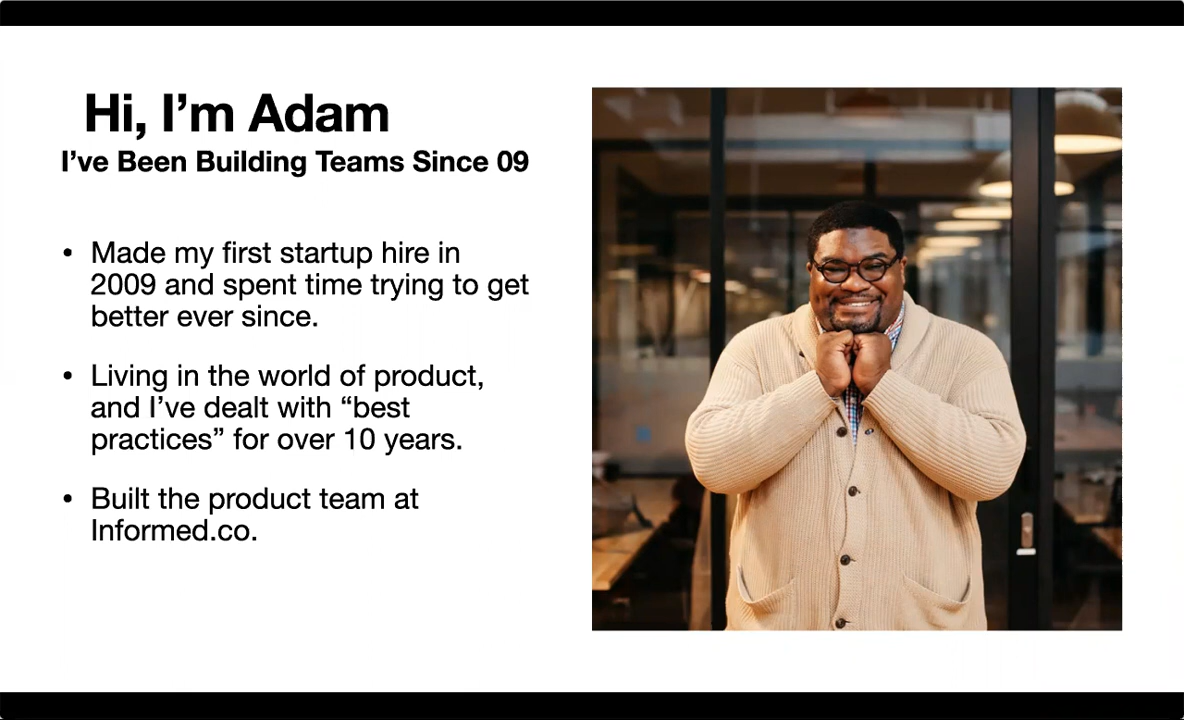 Hi, I’m Adam
I’ve Been Building Teams Since 09
• Made my first startup hire in
2009 and spent time trying to get
better ever since.
• Living in the world of product,
and I’ve dealt with “best
practices” for over 10 years.
• Built the product team at
Informed.co.